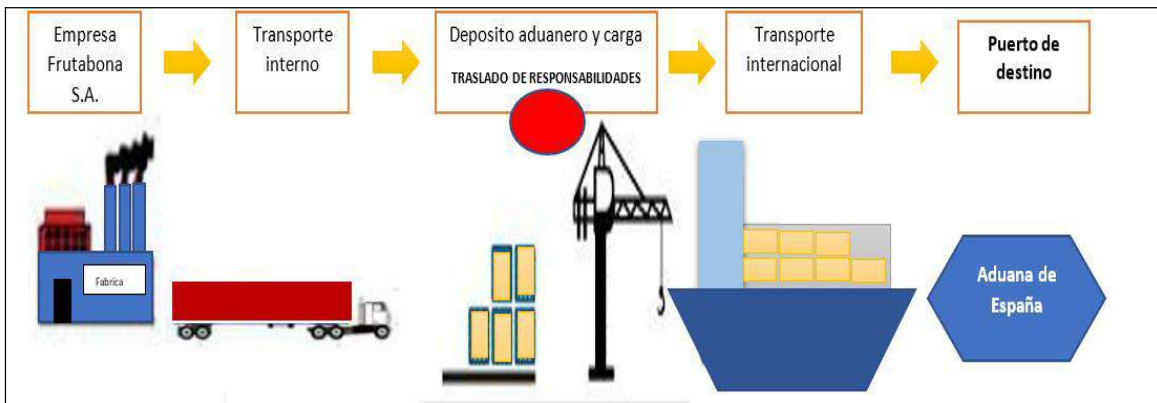 Empresa
Frutabona
S.A.
Transporte
interno
Deposito aduanero y carga
TRASLADO DE RESPONSABILIDADES
Transporte
internacional
Puerto de
destino
Fabrica
Aduana de
España